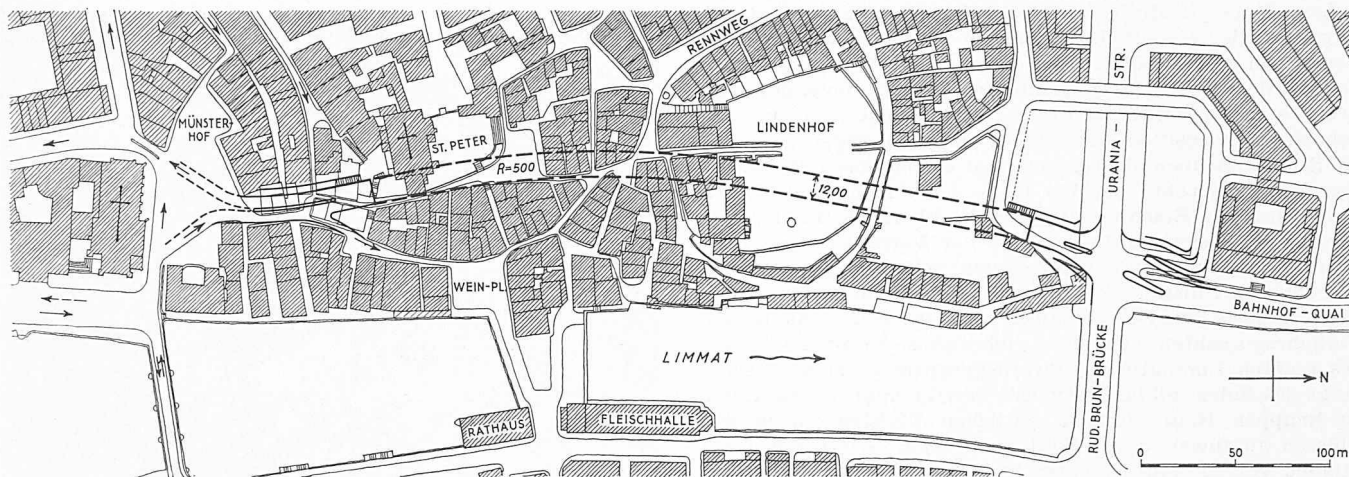 RENNWEG
URANIA-
STR.
MÜNSTER-
HOF
ST. PETER
LINDENHOF
R=500
12,00
WEIN-PL.
BAHNHOF-QUAI
LIMMAT
RUD. BRUN-BRÜCKE
N
RATHAUS
FLEISCHHALLE
0 50 100m